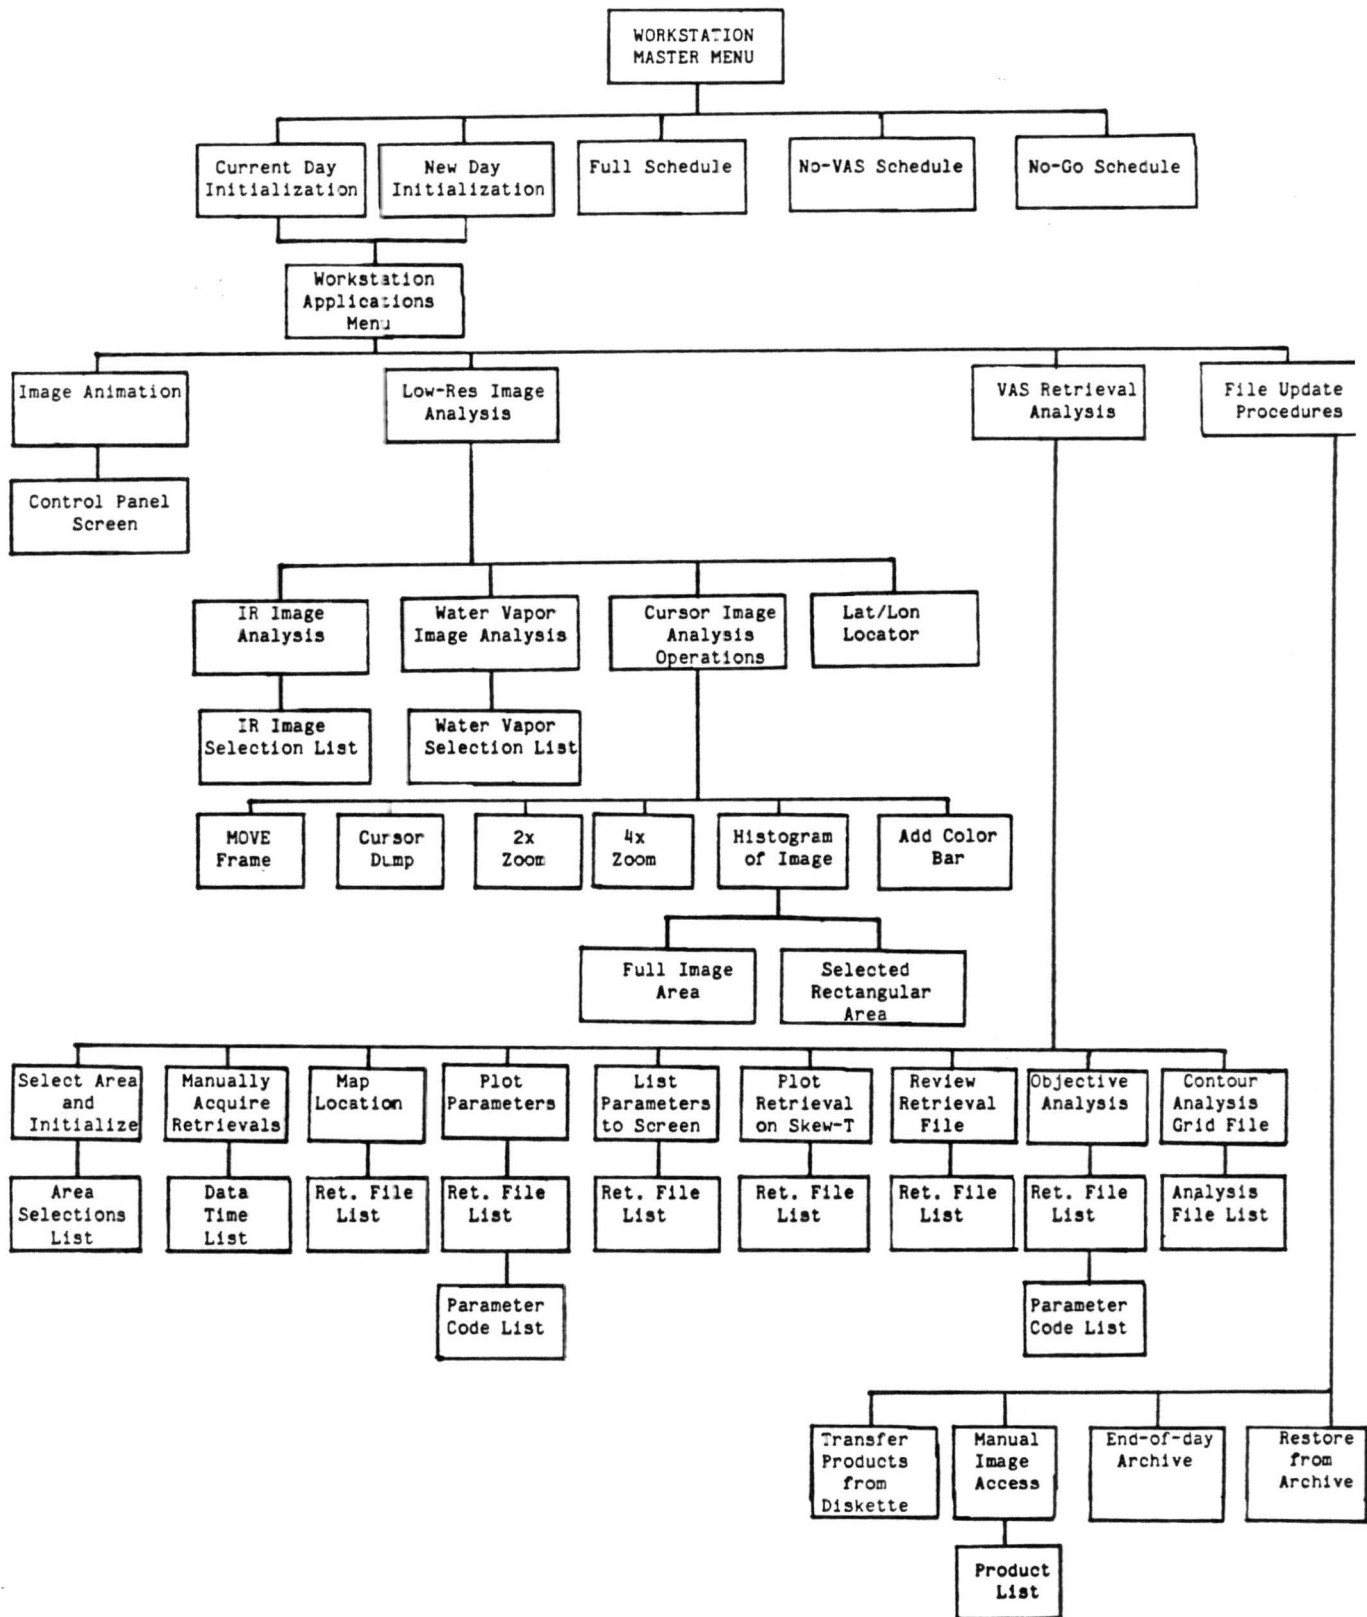 WORKSTATION
MASTER MENU
Current Day
Initialization
New Day
Initialization
Full Schedule
No-VAS Schedule
No-Go Schedule
Workstation
Applications
Menu
Image Animation
Low-Res Image
Analysis
VAS Retrieval
Analysis
File Update
Procedures
Control Panel
Screen
IR Image
Analysis
Water Vapor
Image Analysis
Cursor Image
Analysis
Operations
Lat/Lon
Locator
IR Image
Selection List
Water Vapor
Selection List
MOVE
Frame
Cursor
Dump
2x
Zoom
4x
Zoom
Histogram
of Image
Add Color
Bar
Full Image
Area
Selected
Rectangular
Area
Select Area
and
Initialize
Manually
Acquire
Retrievals
Map
Location
Plot
Parameters
List
Parameters
to Screen
Plot
Retrieval
on Skew-T
Review
Retrieval
File
Objective
Analysis
Contour
Analysis
Grid File
Area
Selections
List
Data
Time
List
Ret. File
List
Ret. File
List
Ret. File
List
Ret. File
List
Ret. File
List
Ret. File
List
Analysis
File List
Parameter
Code List
Parameter
Code List
Transfer
Products
from
Diskette
Manual
Image
Access
End-of-day
Archive
Restore
from
Archive
Product
List